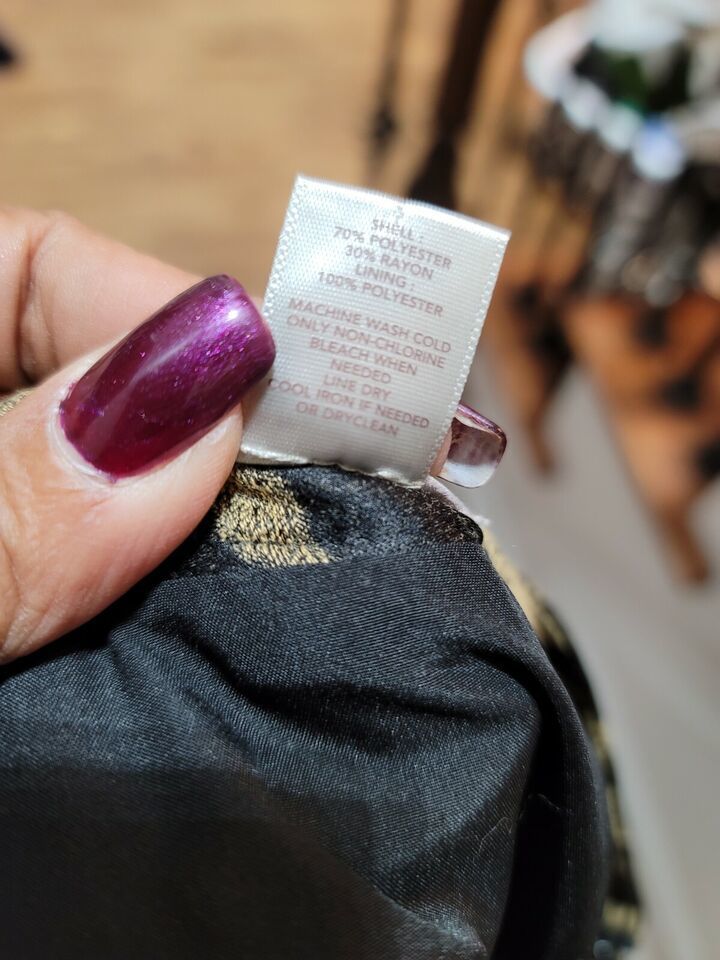 SHELL :
70% POLYESTER
30% RAYON
LINING :
100% POLYESTER
MACHINE WASH COLD
ONLY NON-CHLORINE
BLEACH WHEN
NEEDED
LINE DRY
COOL IRON IF NEEDED
OR DRYCLEAN